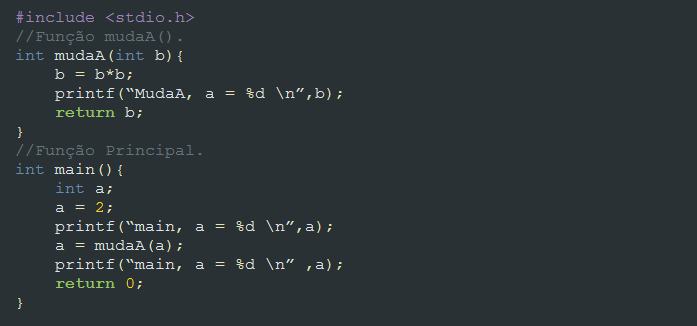 #include <stdio.h>
//Função mudaA().
int mudaA(int b){
    b = b*b;
    printf(“MudaA, a = %d \n”,b);
    return b;
}
//Função Principal.
int main(){
    int a;
    a = 2;
    printf(“main, a = %d \n”,a);
    a = mudaA(a);
    printf(“main, a = %d \n” ,a);
    return 0;
}